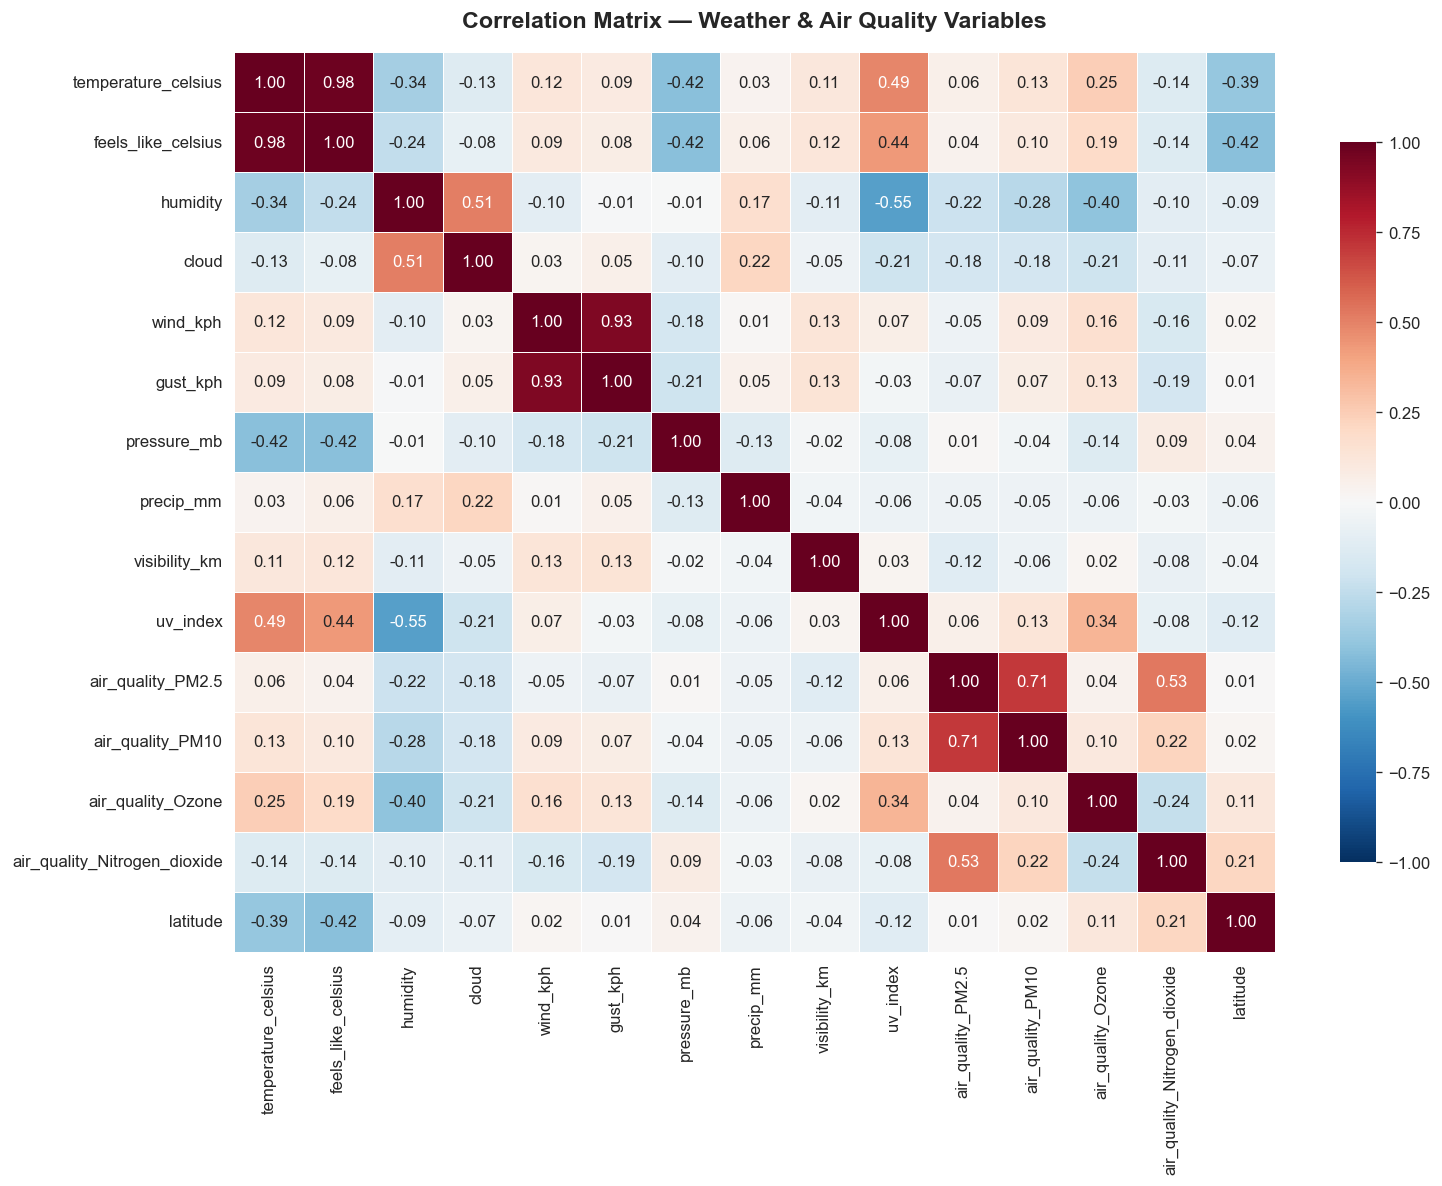 Correlation Matrix — Weather & Air Quality Variables
temperature_celsius 1.00 0.98 -0.34 -0.13 0.12 0.09 -0.42 0.03 0.11 0.49 0.06 0.13 0.25 -0.14 -0.39
feels_like_celsius 0.98 1.00 -0.24 -0.08 0.09 0.08 -0.42 0.06 0.12 0.44 0.04 0.10 0.19 -0.14 -0.42
humidity -0.34 -0.24 1.00 0.51 -0.10 -0.01 -0.01 0.17 -0.11 -0.55 -0.22 -0.28 -0.40 -0.10 -0.09
cloud -0.13 -0.08 0.51 1.00 0.03 0.05 -0.10 0.22 -0.05 -0.21 -0.18 -0.18 -0.21 -0.11 -0.07
wind_kph 0.12 0.09 -0.10 0.03 1.00 0.93 -0.18 0.01 0.13 0.07 -0.05 0.09 0.16 -0.16 0.02
gust_kph 0.09 0.08 -0.01 0.05 0.93 1.00 -0.21 0.05 0.13 -0.03 -0.07 0.07 0.13 -0.19 0.01
pressure_mb -0.42 -0.42 -0.01 -0.10 -0.18 -0.21 1.00 -0.13 -0.02 -0.08 0.01 -0.04 -0.14 0.09 0.04
precip_mm 0.03 0.06 0.17 0.22 0.01 0.05 -0.13 1.00 -0.04 -0.06 -0.05 -0.05 -0.06 -0.03 -0.06
visibility_km 0.11 0.12 -0.11 -0.05 0.13 0.13 -0.02 -0.04 1.00 0.03 -0.12 -0.06 0.02 -0.08 -0.04
uv_index 0.49 0.44 -0.55 -0.21 0.07 -0.03 -0.08 -0.06 0.03 1.00 0.06 0.13 0.34 -0.08 -0.12
air_quality_PM2.5 0.06 0.04 -0.22 -0.18 -0.05 -0.07 0.01 -0.05 -0.12 0.06 1.00 0.71 0.04 0.53 0.01
air_quality_PM10 0.13 0.10 -0.28 -0.18 0.09 0.07 -0.04 -0.05 -0.06 0.13 0.71 1.00 0.10 0.22 0.02
air_quality_Ozone 0.25 0.19 -0.40 -0.21 0.16 0.13 -0.14 -0.06 0.02 0.34 0.04 0.10 1.00 -0.24 0.11
air_quality_Nitrogen_dioxide -0.14 -0.14 -0.10 -0.11 -0.16 -0.19 0.09 -0.03 -0.08 -0.08 0.53 0.22 -0.24 1.00 0.21
latitude -0.39 -0.42 -0.09 -0.07 0.02 0.01 0.04 -0.06 -0.04 -0.12 0.01 0.02 0.11 0.21 1.00
temperature_celsius
feels_like_celsius
humidity
cloud
wind_kph
gust_kph
pressure_mb
precip_mm
visibility_km
uv_index
air_quality_PM2.5
air_quality_PM10
air_quality_Ozone
air_quality_Nitrogen_dioxide
latitude
1.00
0.75
0.50
0.25
0.00
−0.25
−0.50
−0.75
−1.00